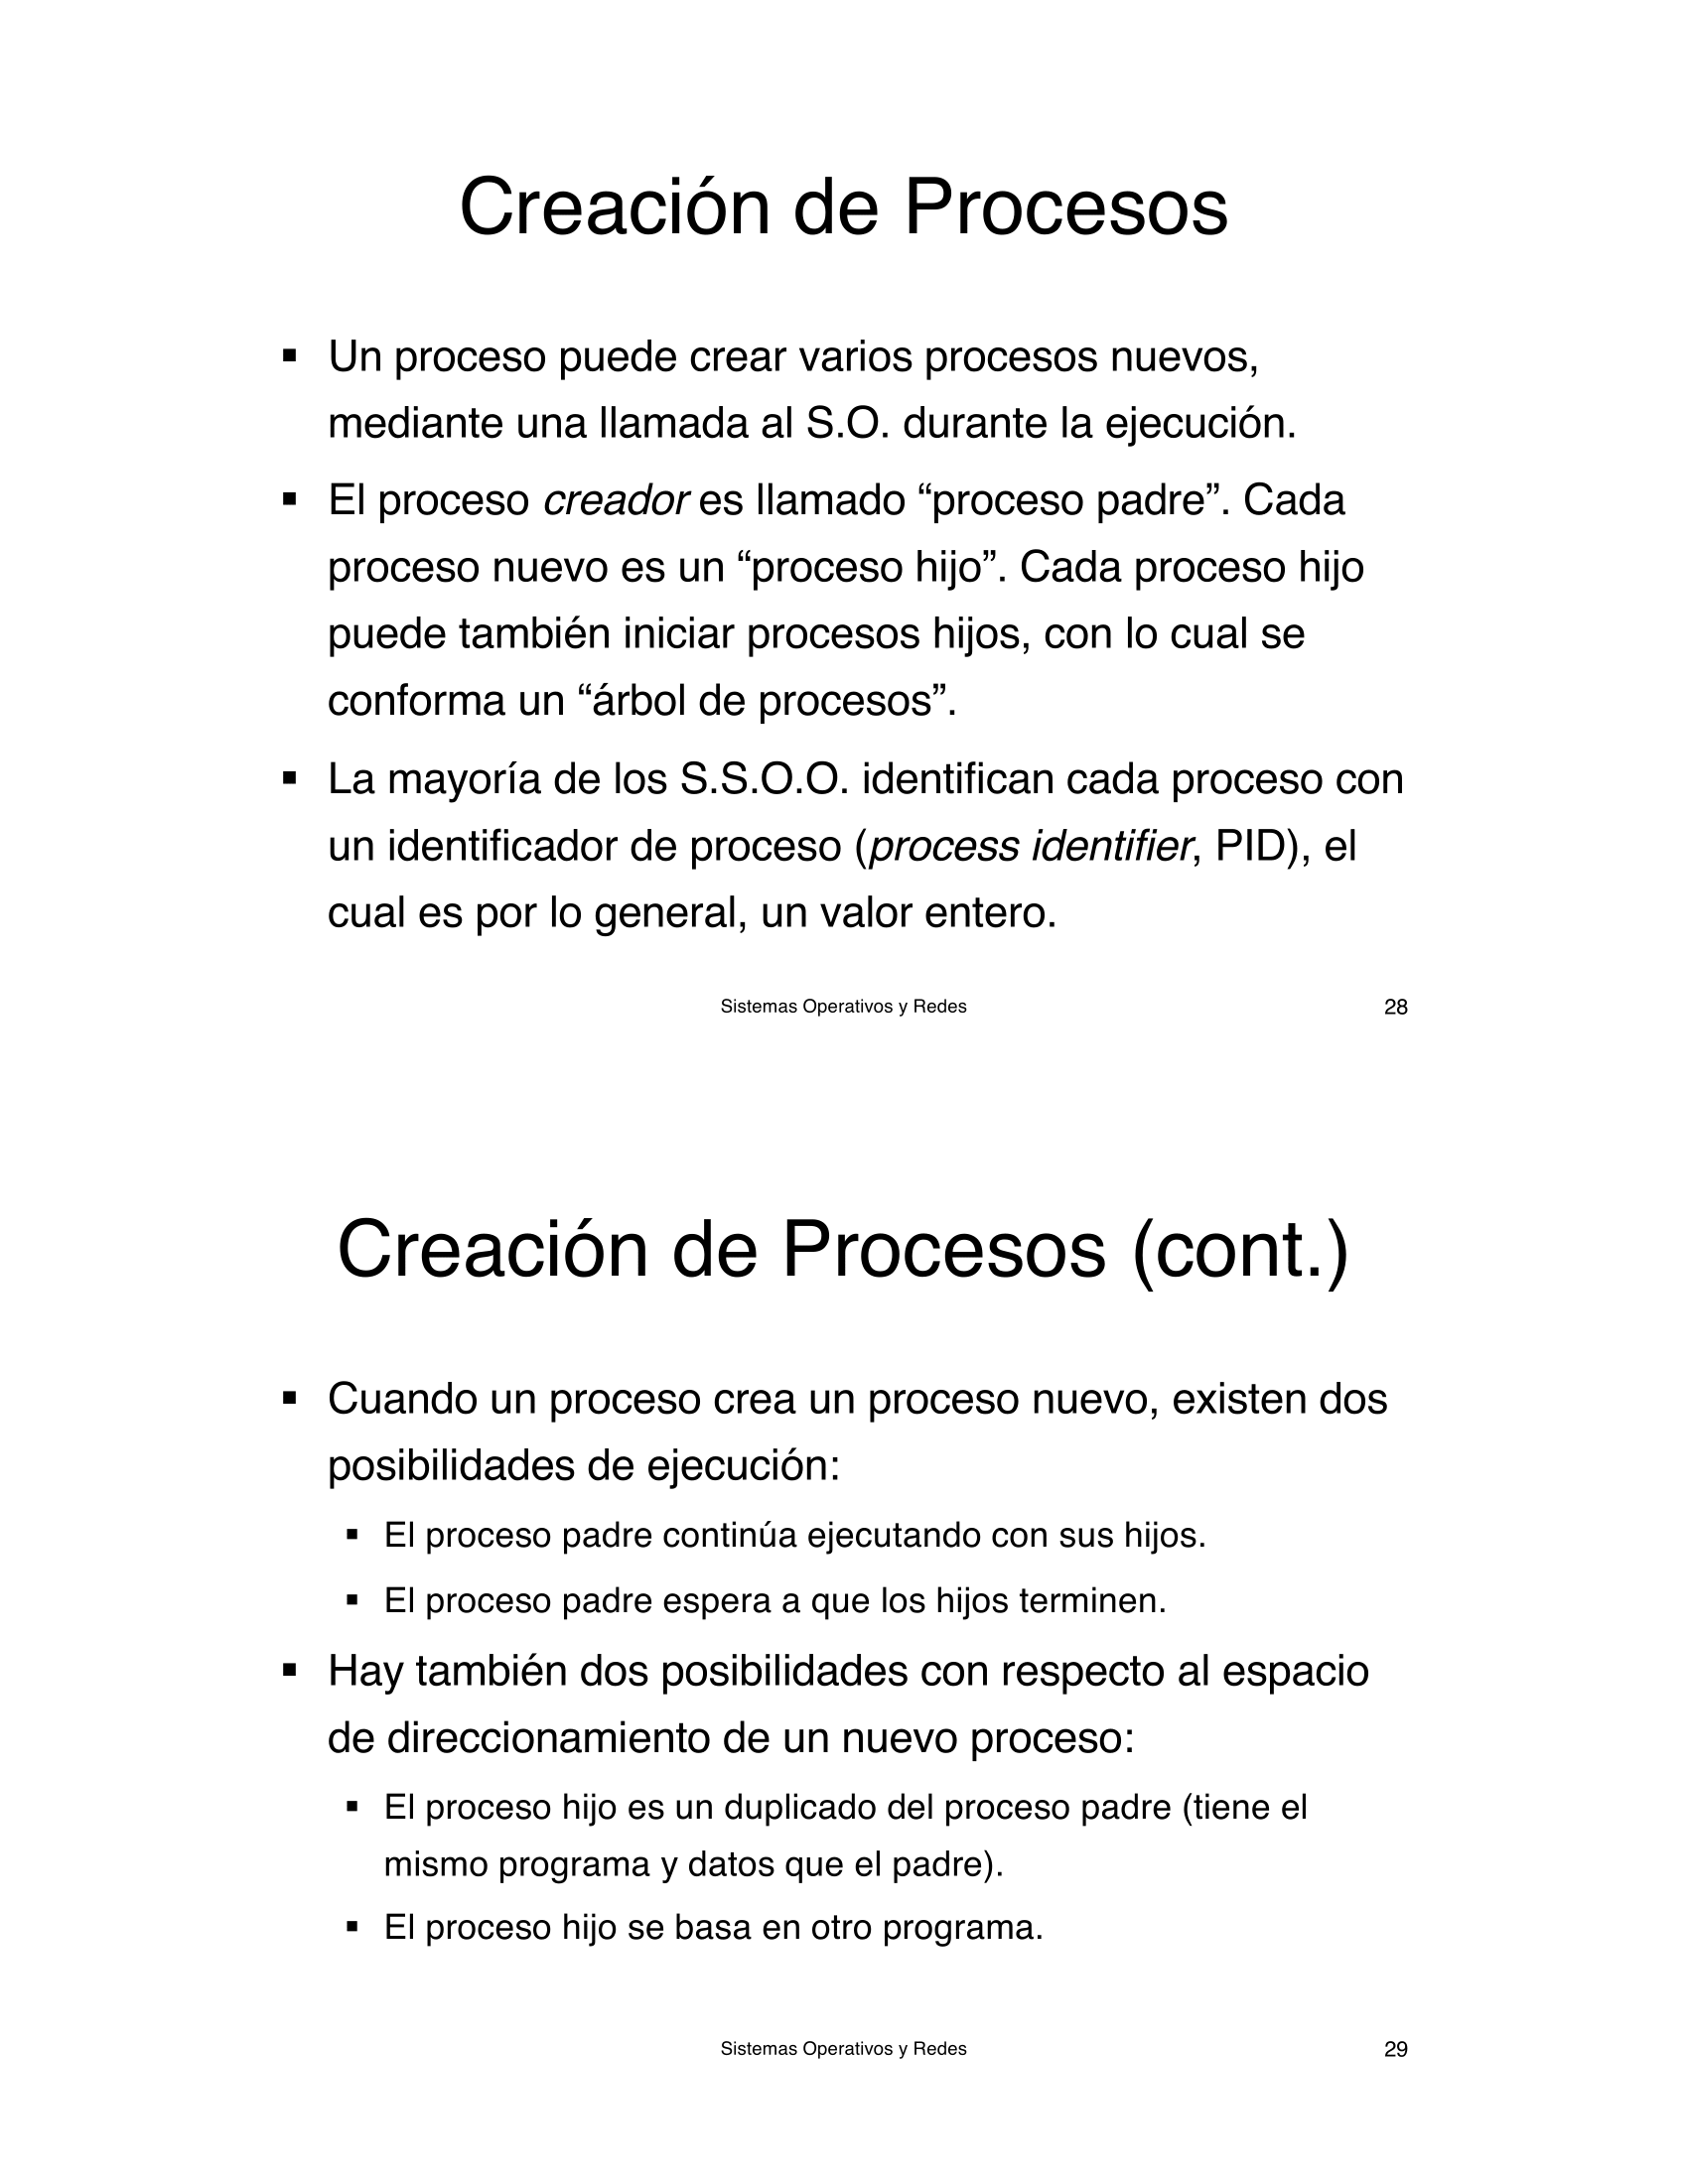 Creación de Procesos
▪ Un proceso puede crear varios procesos nuevos,
mediante una llamada al S.O. durante la ejecución.
▪ El proceso creador es llamado “proceso padre”. Cada
proceso nuevo es un “proceso hijo”. Cada proceso hijo
puede también iniciar procesos hijos, con lo cual se
conforma un “árbol de procesos”.
▪ La mayoría de los S.S.O.O. identifican cada proceso con
un identificador de proceso (process identifier, PID), el
cual es por lo general, un valor entero.
Sistemas Operativos y Redes 28
Creación de Procesos (cont.)
▪ Cuando un proceso crea un proceso nuevo, existen dos
posibilidades de ejecución:
▪ El proceso padre continúa ejecutando con sus hijos.
▪ El proceso padre espera a que los hijos terminen.
▪ Hay también dos posibilidades con respecto al espacio
de direccionamiento de un nuevo proceso:
▪ El proceso hijo es un duplicado del proceso padre (tiene el
mismo programa y datos que el padre).
▪ El proceso hijo se basa en otro programa.
Sistemas Operativos y Redes 29